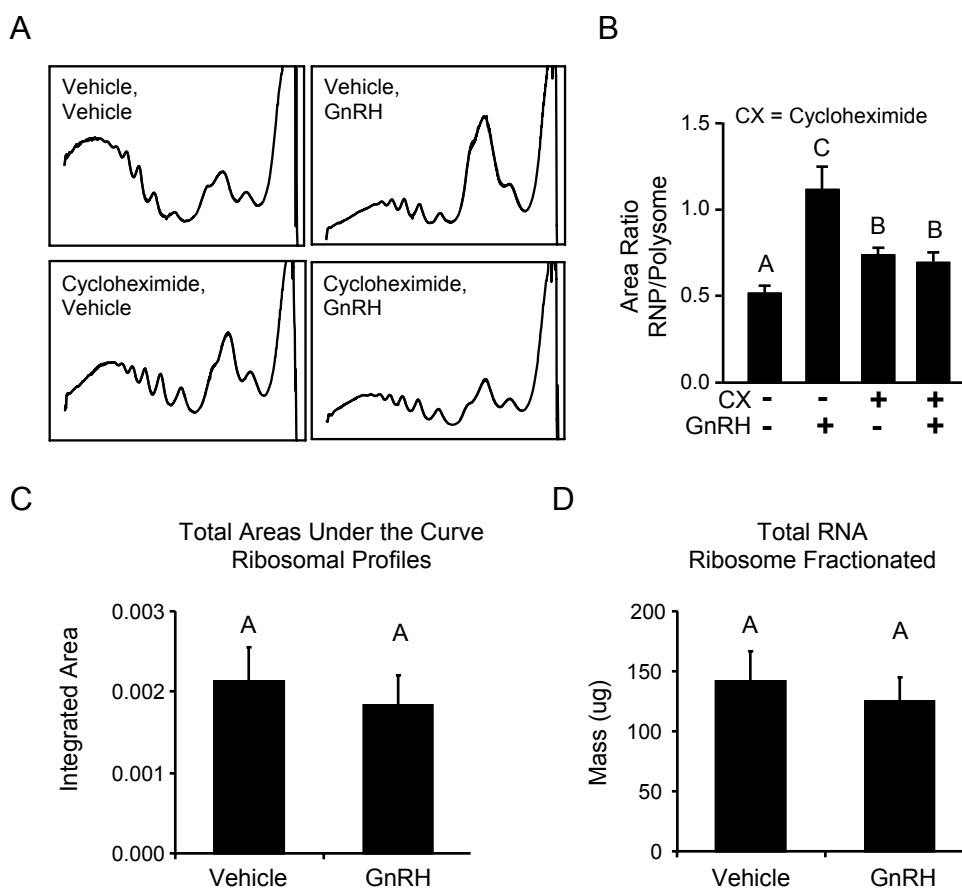 A
Vehicle,
Vehicle
Vehicle,
GnRH
Cycloheximide,
Vehicle
Cycloheximide,
GnRH
B
CX = Cycloheximide
1.5
1.0
0.5
0.0
Area Ratio
RNP/Polysome
A
C
B
B
CX - - + +
GnRH - + - +
C
Total Areas Under the Curve
Ribosomal Profiles
0.003
0.002
0.001
0.000
Integrated Area
A
A
Vehicle
GnRH
D
Total RNA
Ribosome Fractionated
200
150
100
50
0
Mass (ug)
A
A
Vehicle
GnRH